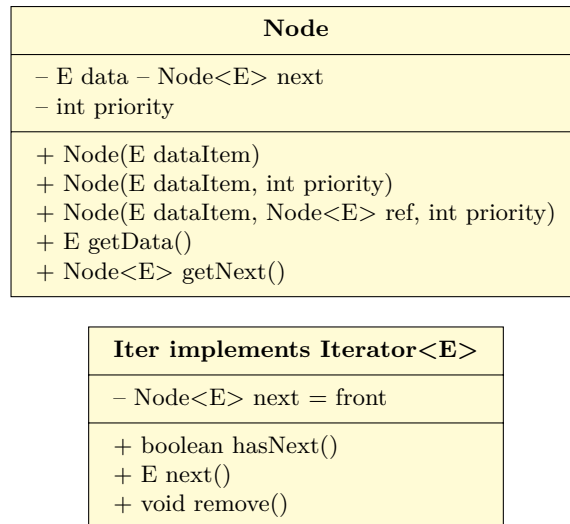 Node
– E data – Node<E> next
– int priority
+ Node(E dataItem)
+ Node(E dataItem, int priority)
+ Node(E dataItem, Node<E> ref, int priority)
+ E getData()
+ Node<E> getNext()
Iter implements Iterator<E>
– Node<E> next = front
+ boolean hasNext()
+ E next()
+ void remove()